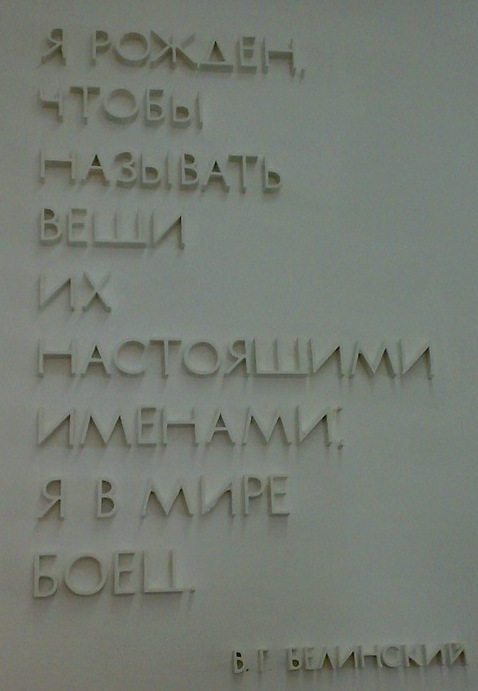 Я РОЖДЕН,
ЧТОБЫ
НАЗЫВАТЬ
ВЕЩИ
ИХ
НАСТОЯЩИМИ
ИМЕНАМИ;
Я В МИРЕ
БОЕЦ.
В. Г. БЕЛИНСКИЙ